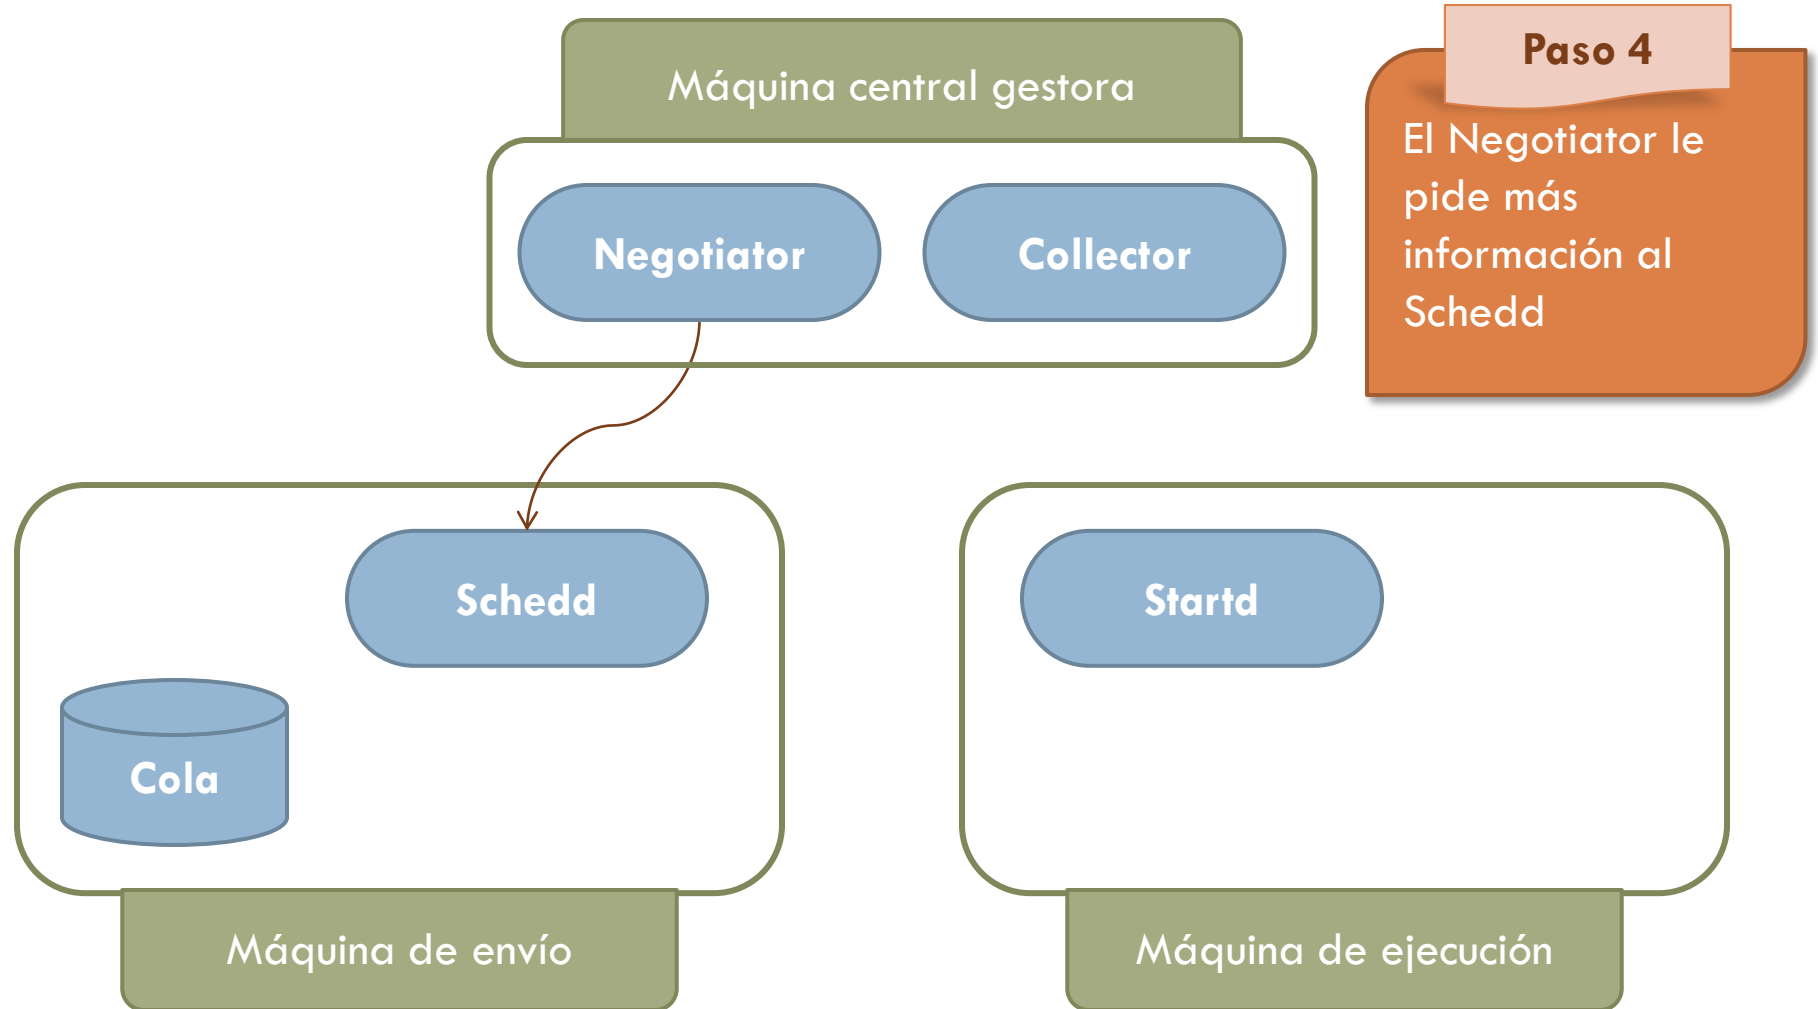 Máquina central gestora
Paso 4
El Negotiator le
pide más
información al
Schedd
Negotiator
Collector
Schedd
Startd
Cola
Máquina de envío
Máquina de ejecución